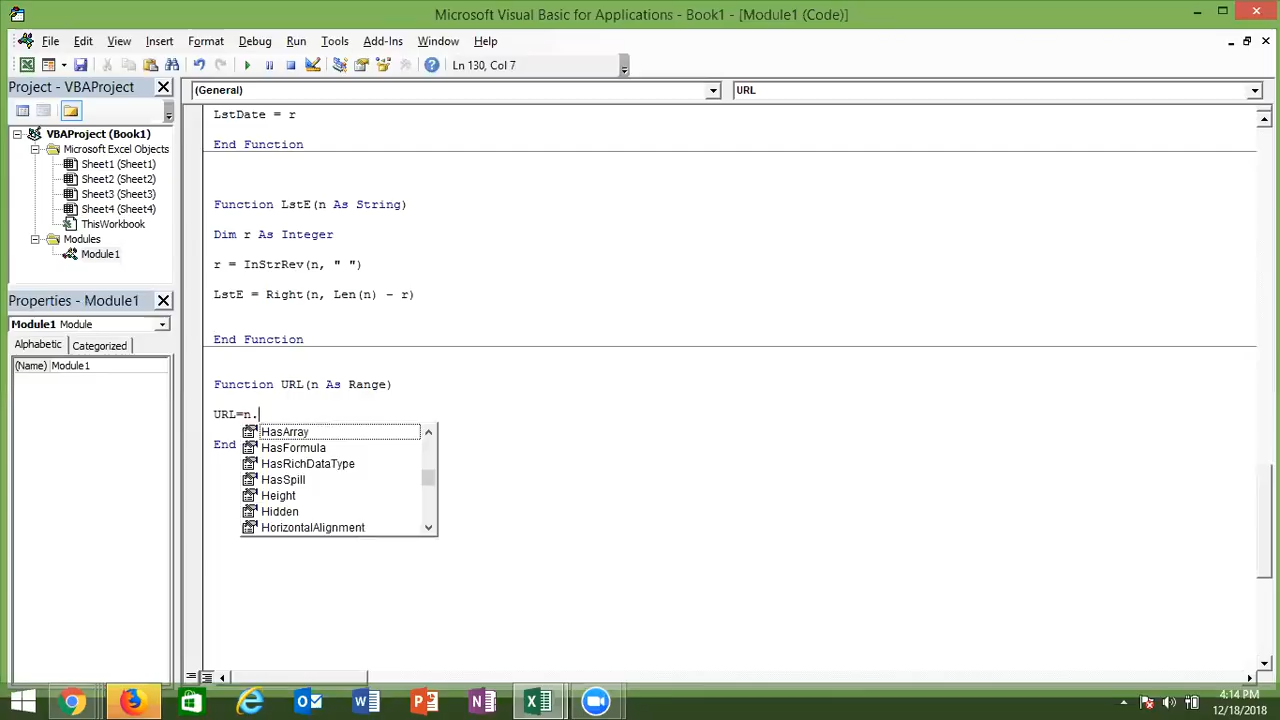 Microsoft Visual Basic for Applications - Book1 - [Module1 (Code)]
File Edit View Insert Format Debug Run Tools Add-Ins Window Help
Ln 130, Col 7
Project - VBAProject
(General)
URL
VBAProject (Book1)
Microsoft Excel Objects
Sheet1 (Sheet1)
Sheet2 (Sheet2)
Sheet3 (Sheet3)
Sheet4 (Sheet4)
ThisWorkbook
Modules
Module1
Properties - Module1
Module1 Module
Alphabetic Categorized
(Name) Module1
LstDate = r
End Function
Function LstE(n As String)
Dim r As Integer
r = InStrRev(n, " ")
LstE = Right(n, Len(n) - r)
End Function
Function URL(n As Range)
URL=n.
End
HasArray
HasFormula
HasRichDataType
HasSpill
Height
Hidden
HorizontalAlignment
4:14 PM
12/18/2018